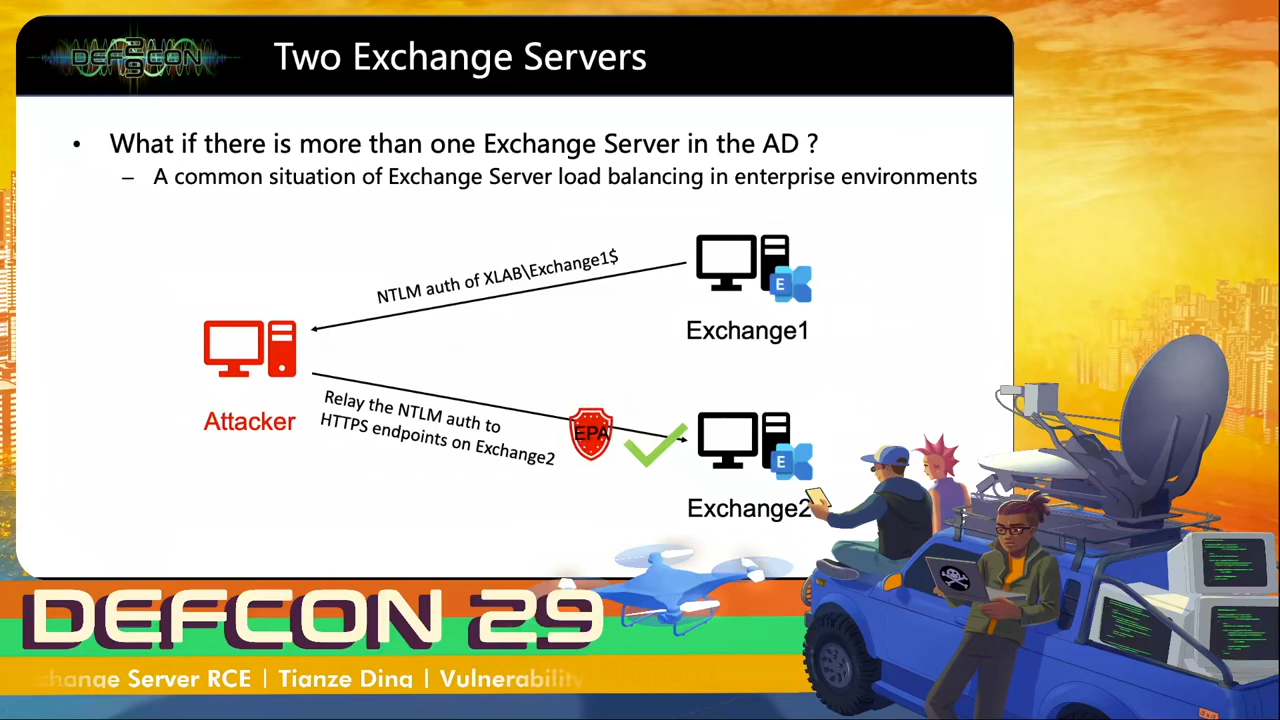 DEFCON
29
Two Exchange Servers
• What if there is more than one Exchange Server in the AD ?
– A common situation of Exchange Server load balancing in enterprise environments
NTLM auth of XLAB\Exchange1$
E
Exchange1
Attacker
Relay the NTLM auth to
HTTPS endpoints on Exchange2
EPA
E
Exchange2
DEFCON 29
change Server RCE | Tianze Ding | Vulnerability